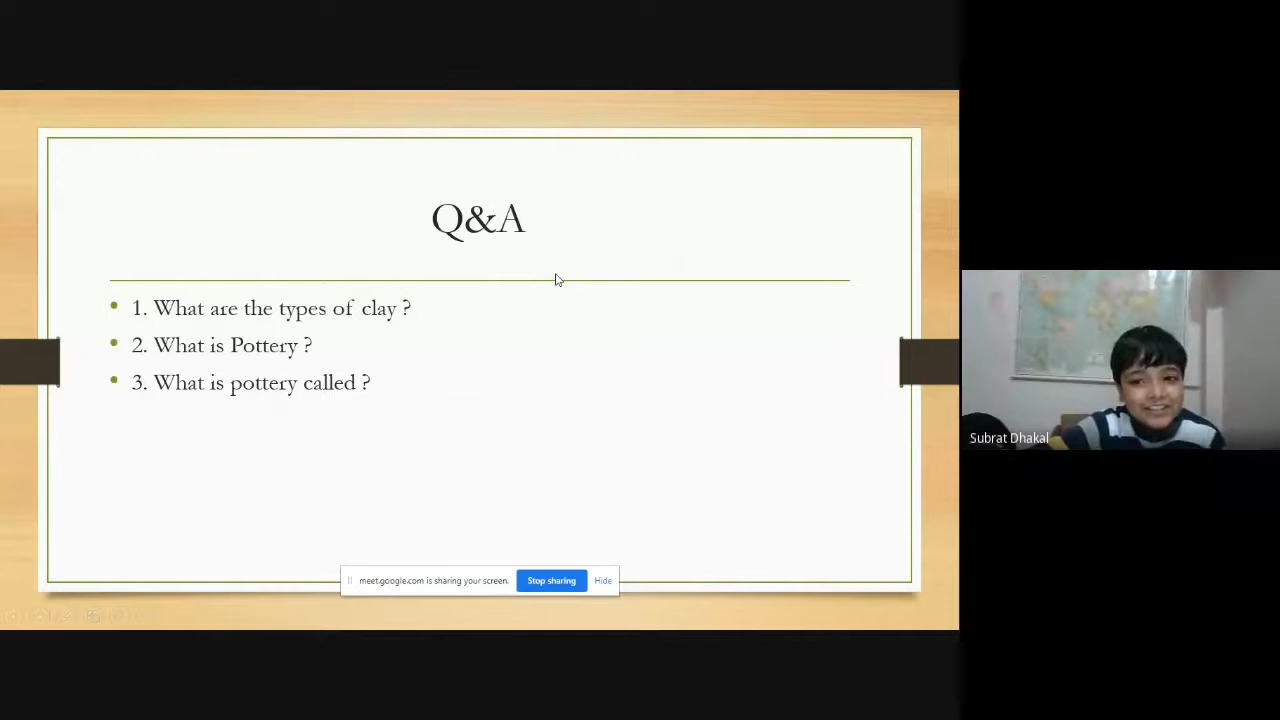 Q&A
1. What are the types of clay ?
2. What is Pottery ?
3. What is pottery called ?
meet.google.com is sharing your screen. Stop sharing Hide
Subrat Dhakal